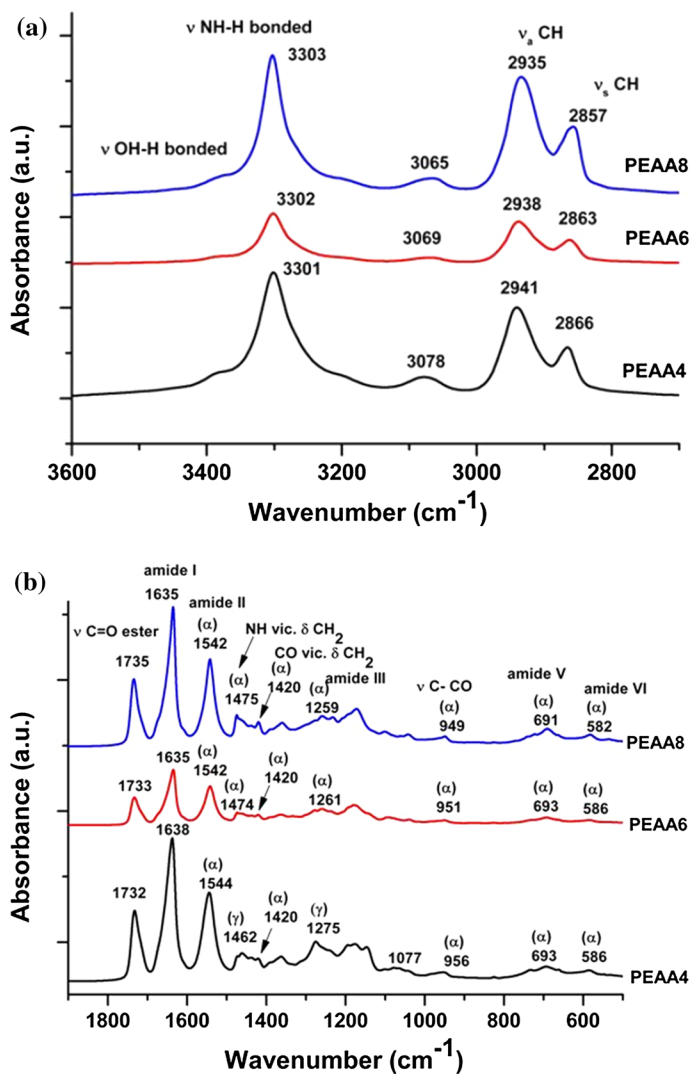 (a)
ν NH-H bonded
3303
νa CH
2935
νs CH
2857
ν OH-H bonded
3065
PEAA8
3302
2938
2863
PEAA6
3069
3301
2941
2866
3078
PEAA4
Absorbance (a.u.)
3600 3400 3200 3000 2800
Wavenumber (cm-1)
(b)
amide I
1635
amide II
ν C=O ester
(α)
1542
NH vic. δ CH2
CO vic. δ CH2
1735
(α)
1475
(α)
1420
amide III
(α)
1259
ν C- CO
(α)
949
amide V
(α)
691
amide VI
(α)
582
PEAA8
1733
1635
(α)
1542
(α)
1474
(α)
1420
(α)
1261
(α)
951
(α)
693
(α)
586
PEAA6
1732
1638
(α)
1544
(γ)
1462
(α)
1420
(γ)
1275
1077
(α)
956
(α)
693
(α)
586
PEAA4
Absorbance (a.u.)
1800 1600 1400 1200 1000 800 600
Wavenumber (cm-1)